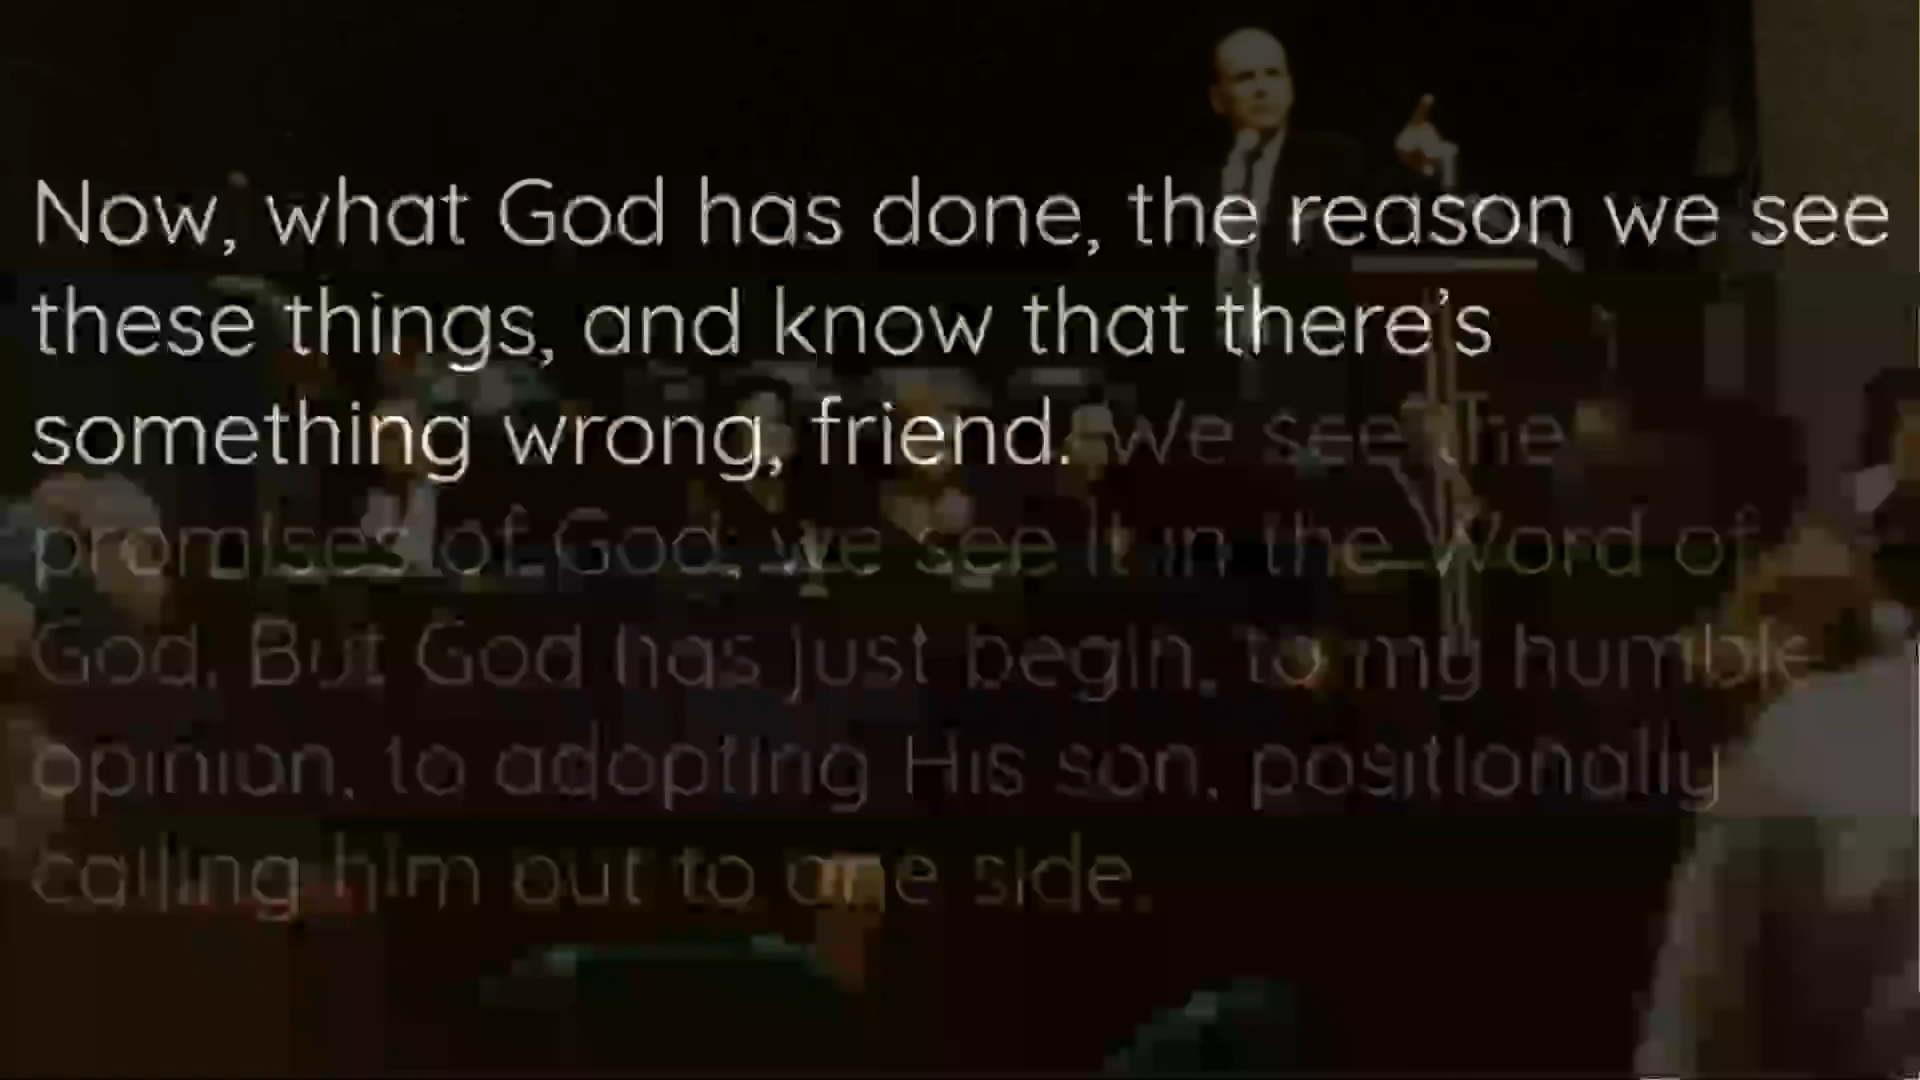 Now, what God has done, the reason we see
these things, and know that there's
something wrong, friend. We see the
promises of God; we see it in the Word of
God. But God has just begin, to my humble
opinion, to adopting His son, positionally
calling him out to one side.